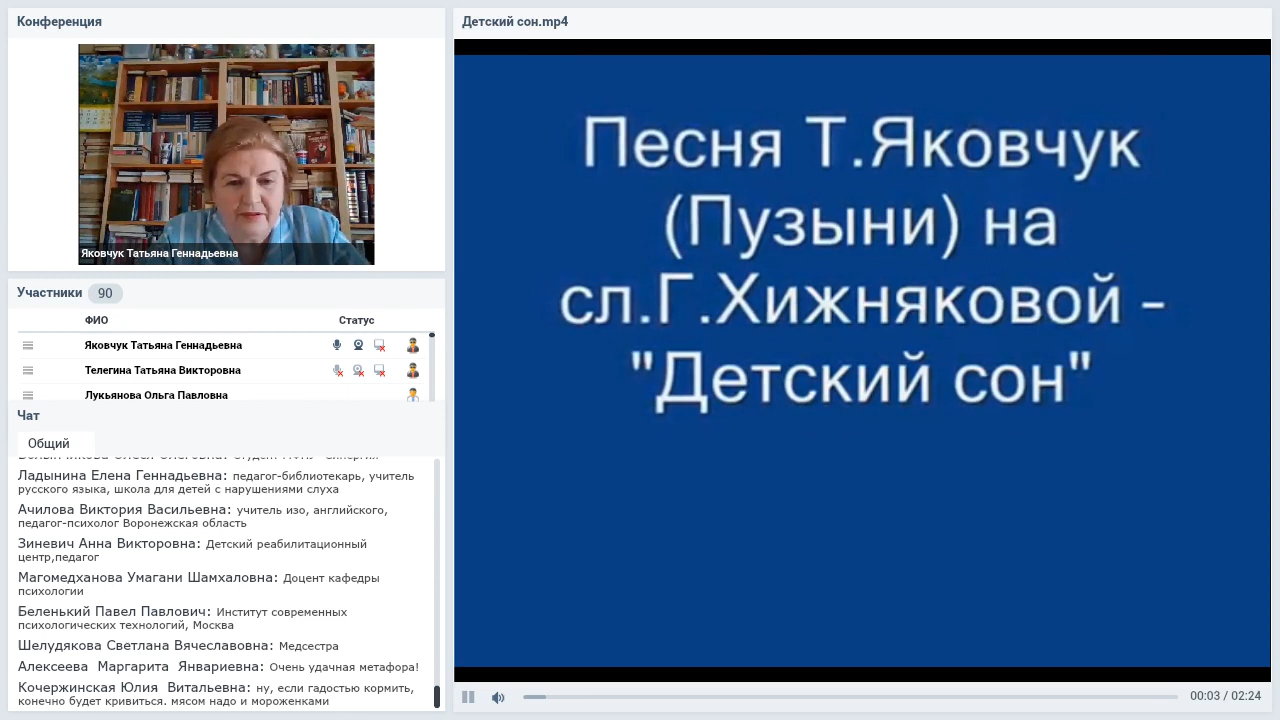 Конференция
Яковчук Татьяна Геннадьевна
Участники 90
ФИО Статус
Яковчук Татьяна Геннадьевна
Телегина Татьяна Викторовна
Лукьянова Ольга Павловна
Чат
Общий
Ладынина Елена Геннадьевна: педагог-библиотекарь, учитель
русского языка, школа для детей с нарушениями слуха
Ачилова Виктория Васильевна: учитель изо, английского,
педагог-психолог Воронежская область
Зиневич Анна Викторовна: Детский реабилитационный
центр,педагог
Магомедханова Умагани Шамхаловна: Доцент кафедры
психологии
Беленький Павел Павлович: Институт современных
психологических технологий, Москва
Шелудякова Светлана Вячеславовна: Медсестра
Алексеева Маргарита Январиевна: Очень удачная метафора!
Кочержинская Юлия Витальевна: ну, если гадостью кормить,
конечно будет кривиться. мясом надо и мороженками
Детский сон.mp4
Песня Т.Яковчук
(Пузыни) на
сл.Г.Хижняковой -
"Детский сон"
00:03 / 02:24